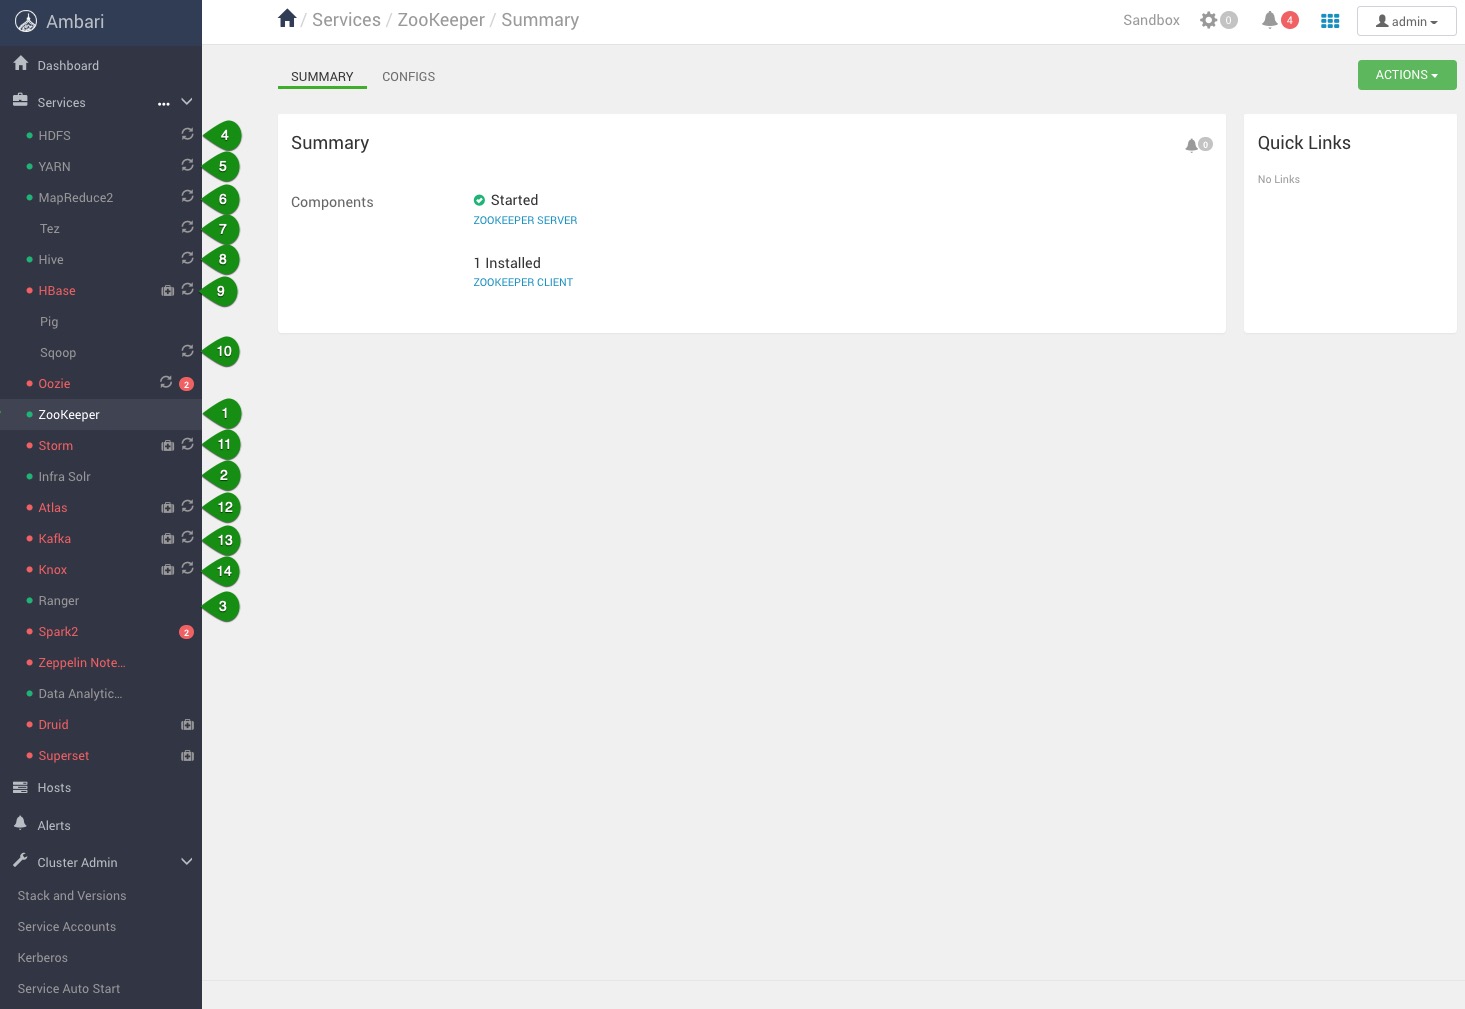 Ambari
Dashboard
Services
HDFS 4
YARN 5
MapReduce2 6
Tez 7
Hive 8
HBase 9
Pig
Sqoop 10
Oozie 2
ZooKeeper 1
Storm 11
Infra Solr 2
Atlas 12
Kafka 13
Knox 14
Ranger 3
Spark2 2
Zeppelin Note...
Data Analytic...
Druid
Superset
Hosts
Alerts
Cluster Admin
Stack and Versions
Service Accounts
Kerberos
Service Auto Start
/ Services / ZooKeeper / Summary
Sandbox 0 4 admin
SUMMARY CONFIGS
ACTIONS
Summary 0
Components
Started
ZOOKEEPER SERVER
1 Installed
ZOOKEEPER CLIENT
Quick Links
No Links